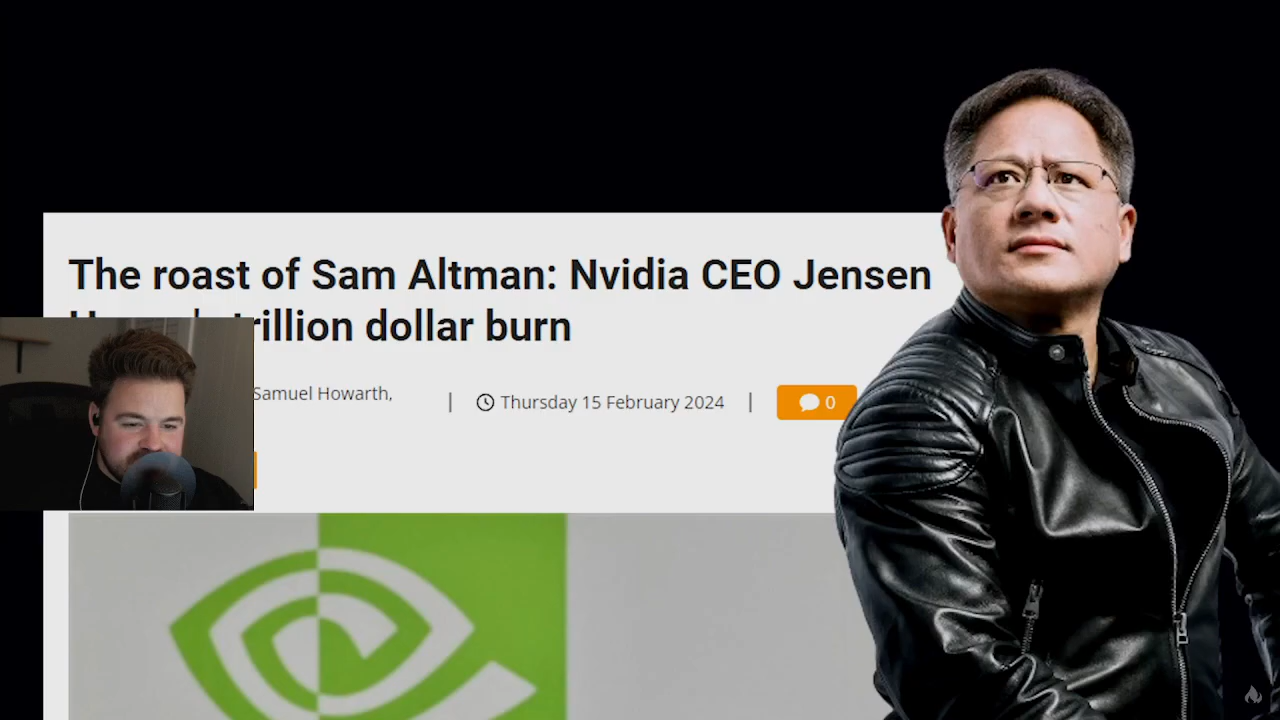 The roast of Sam Altman: Nvidia CEO Jensen
trillion dollar burn
Samuel Howarth,
| Thursday 15 February 2024 | 0